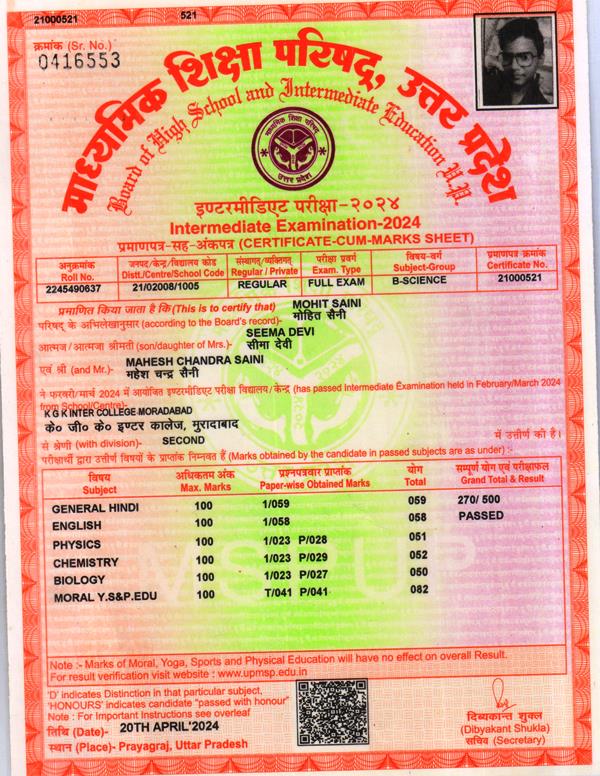 21000521 521
क्रमांक (Sr. No.)
0416553
माध्यमिक शिक्षा परिषद, उत्तर प्रदेश
Board of High School and Intermediate Education U.P.
माध्यमिक शिक्षा परिषद
उत्तर प्रदेश
इण्टरमीडिएट परीक्षा-२०२४
Intermediate Examination-2024
प्रमाणपत्र-सह-अंकपत्र (CERTIFICATE-CUM-MARKS SHEET)
अनुक्रमांक जनपद/केन्द्र/विद्यालय कोड संस्थागत/व्यक्तिगत परीक्षा प्रवर्ग विषय-वर्ग प्रमाणपत्र क्रमांक
Roll No. Distt./Centre/School Code Regular / Private Exam. Type Subject-Group Certificate No.
2245490637 21/02008/1005 REGULAR FULL EXAM B-SCIENCE 21000521
प्रमाणित किया जाता है कि (This is to certify that) MOHIT SAINI
मोहित सैनी
परिषद के अभिलेखानुसार (according to the Board's record)-
SEEMA DEVI
आत्मज / आत्मजा श्रीमती (son/daughter of Mrs.)- सीमा देवी
MAHESH CHANDRA SAINI
एवं श्री (and Mr.)- महेश चन्द्र सैनी
ने फरवरी/मार्च 2024 में आयोजित इण्टरमीडिएट परीक्षा विद्यालय/केन्द्र (has passed Intermediate Examination held in February/March 2024
from School/Centre)-
K G K INTER COLLEGE MORADABAD
के० जी० के० इण्टर कालेज, मुरादाबाद
से श्रेणी (with division)- SECOND में उत्तीर्ण की है।
परीक्षार्थी द्वारा उत्तीर्ण विषयों के प्राप्तांक निम्नवत हैं (Marks obtained by the candidate in passed subjects are as under) :-
विषय अधिकतम अंक प्रश्नपत्रवार प्राप्तांक योग सम्पूर्ण योग एवं परीक्षाफल
Subject Max. Marks Paper-wise Obtained Marks Total Grand Total & Result
GENERAL HINDI 100 1/059 059 270/ 500
ENGLISH 100 1/058 058 PASSED
PHYSICS 100 1/023 P/028 051
CHEMISTRY 100 1/023 P/029 052
BIOLOGY 100 1/023 P/027 050
MORAL Y.S&P.EDU 100 T/041 P/041 082
Note :- Marks of Moral, Yoga, Sports and Physical Education will have no effect on overall Result.
For result verification visit website : www.upmsp.edu.in
'D' indicates Distinction in that particular subject,
'HONOURS' indicates candidate "passed with honour"
Note : For Important Instructions see overleaf
तिथि (Date)- 20TH APRIL'2024
स्थान (Place)- Prayagraj, Uttar Pradesh
दिब्यकान्त शुक्ल
(Dibyakant Shukla)
सचिव (Secretary)